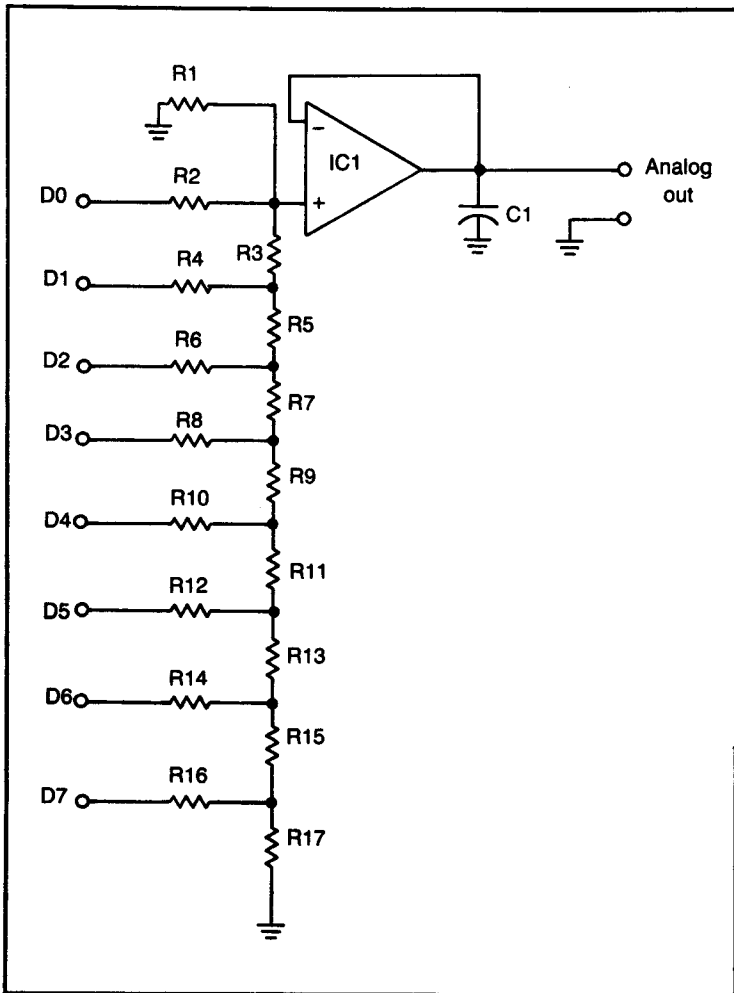 R1
IC1
−
+
R2
D0
Analog
out
C1
R3
D1
R4
R5
D2
R6
R7
D3
R8
R9
D4
R10
R11
D5
R12
R13
D6
R14
R15
D7
R16
R17